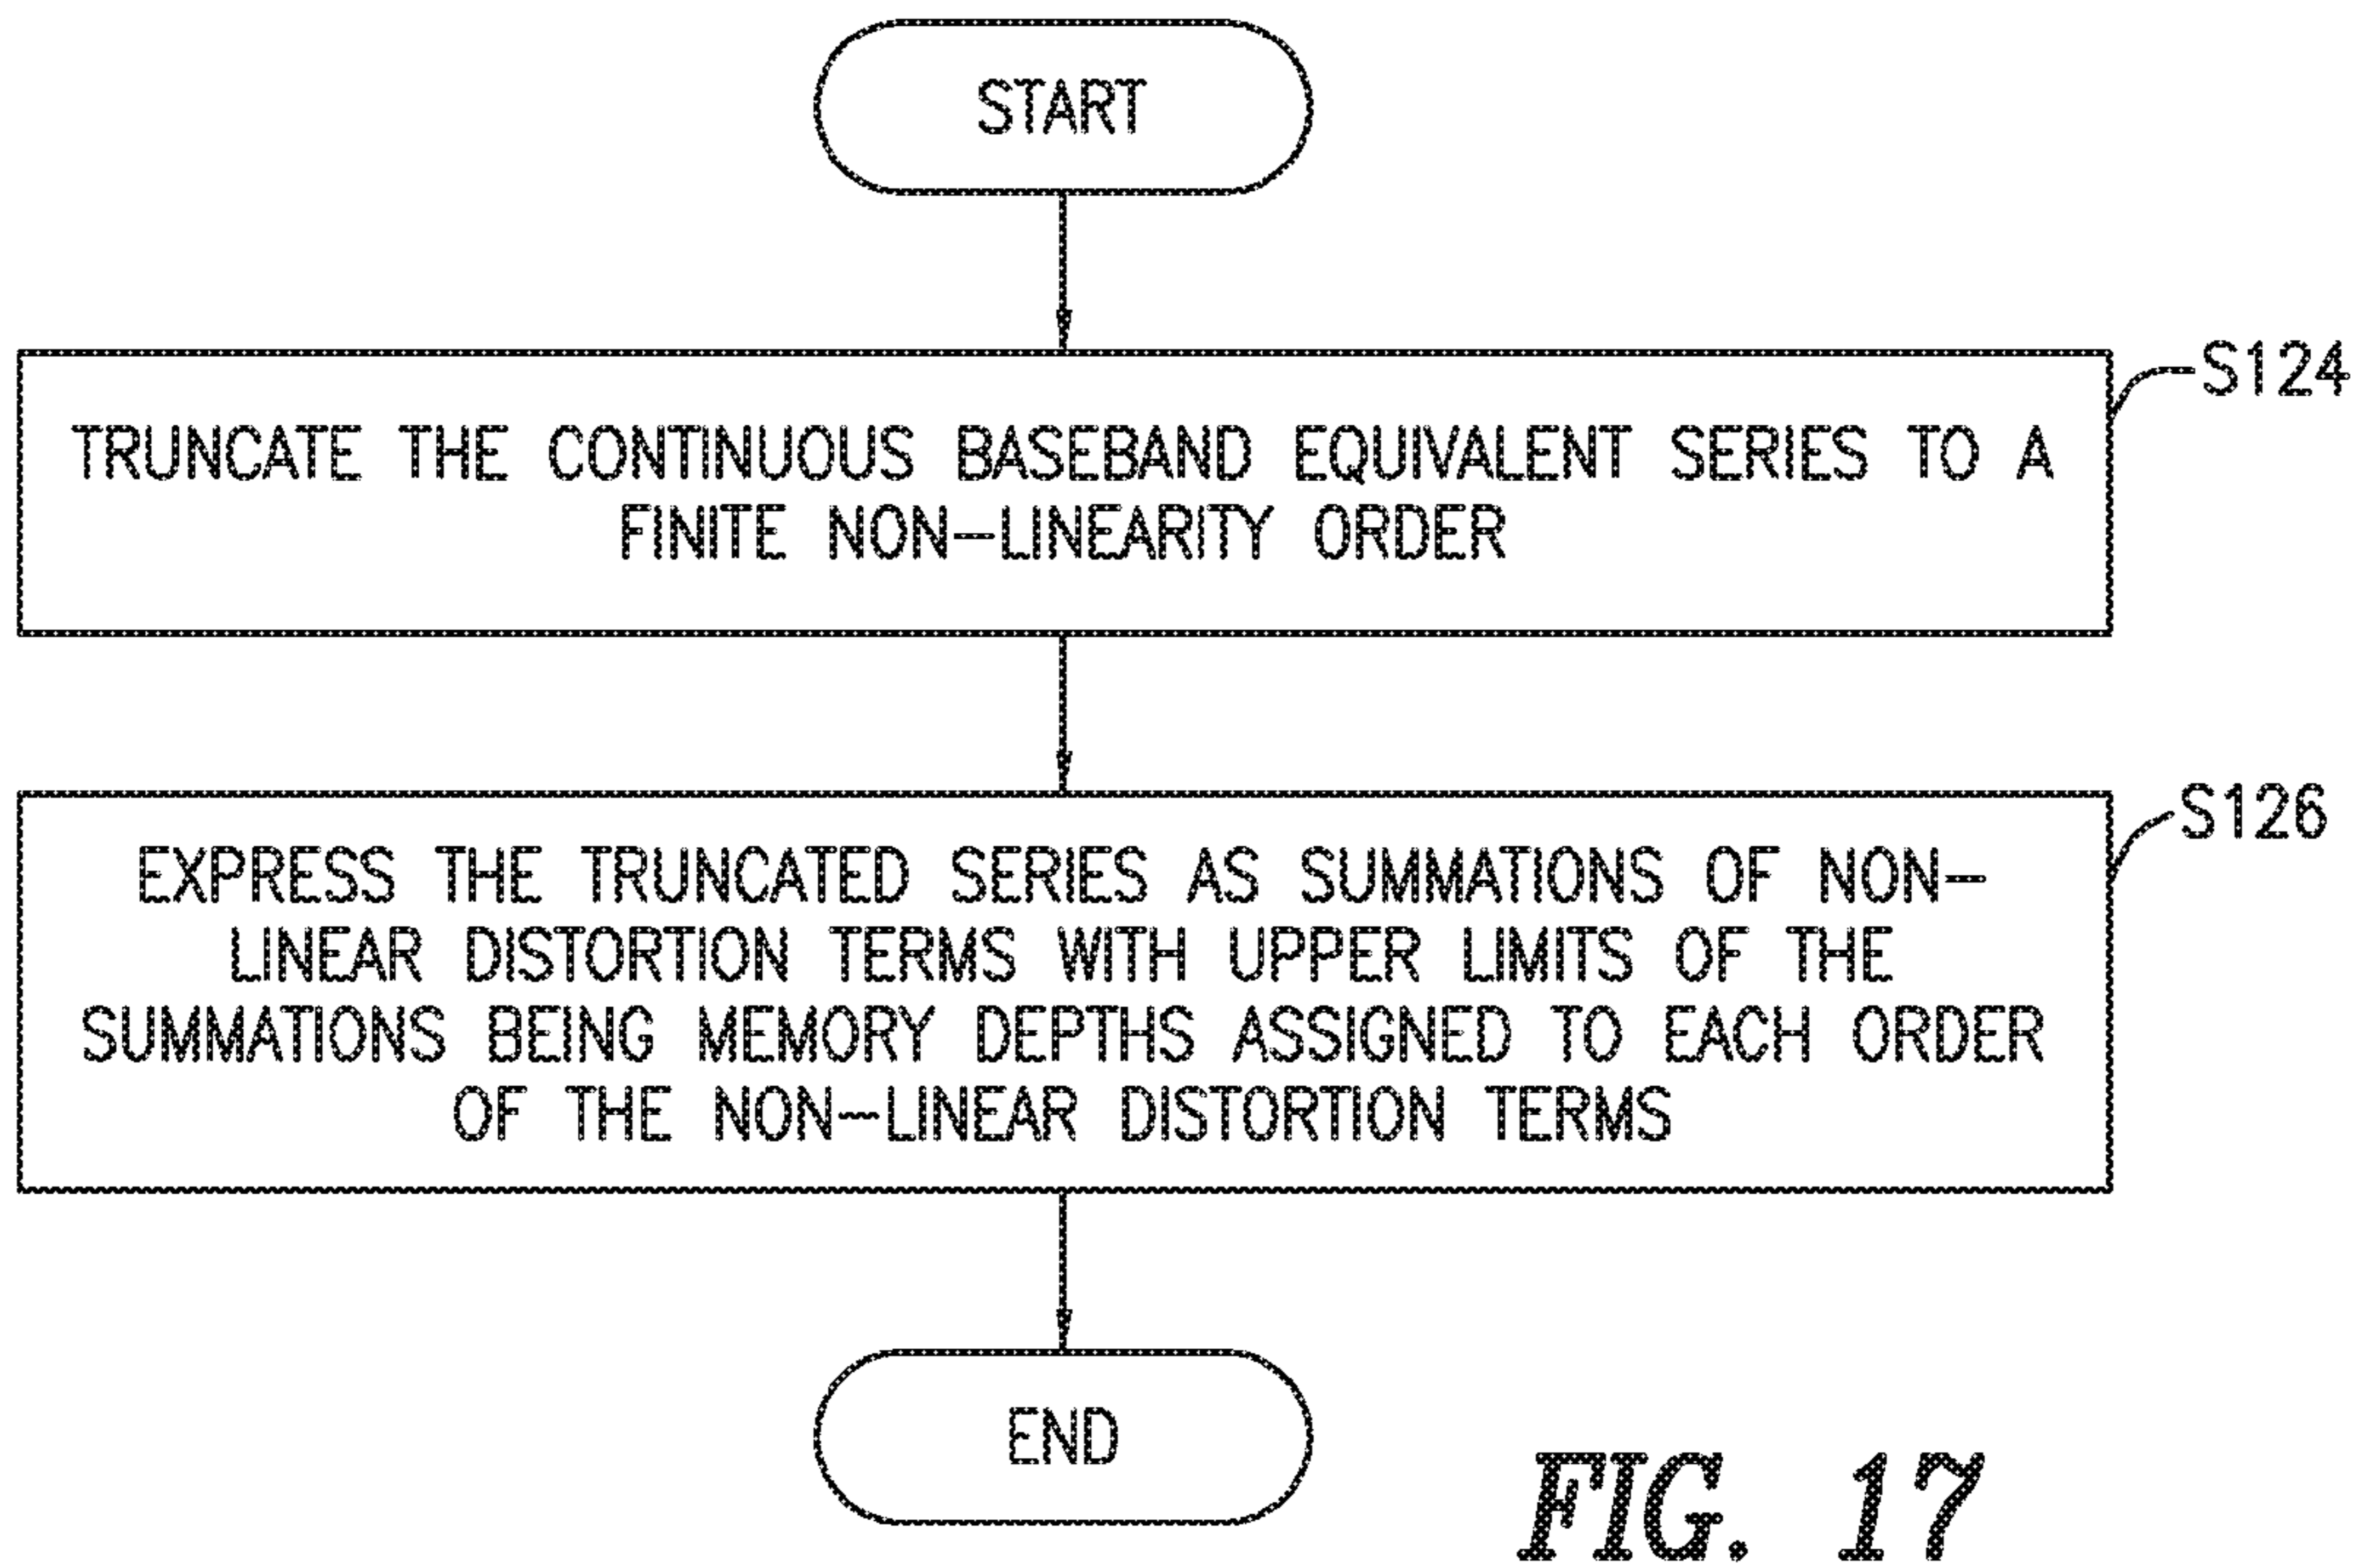 START
S124
TRUNCATE THE CONTINUOUS BASEBAND EQUIVALENT SERIES TO A
FINITE NON-LINEARITY ORDER
S126
EXPRESS THE TRUNCATED SERIES AS SUMMATIONS OF NON-
LINEAR DISTORTION TERMS WITH UPPER LIMITS OF THE
SUMMATIONS BEING MEMORY DEPTHS ASSIGNED TO EACH ORDER
OF THE NON-LINEAR DISTORTION TERMS
END
FIG. 17